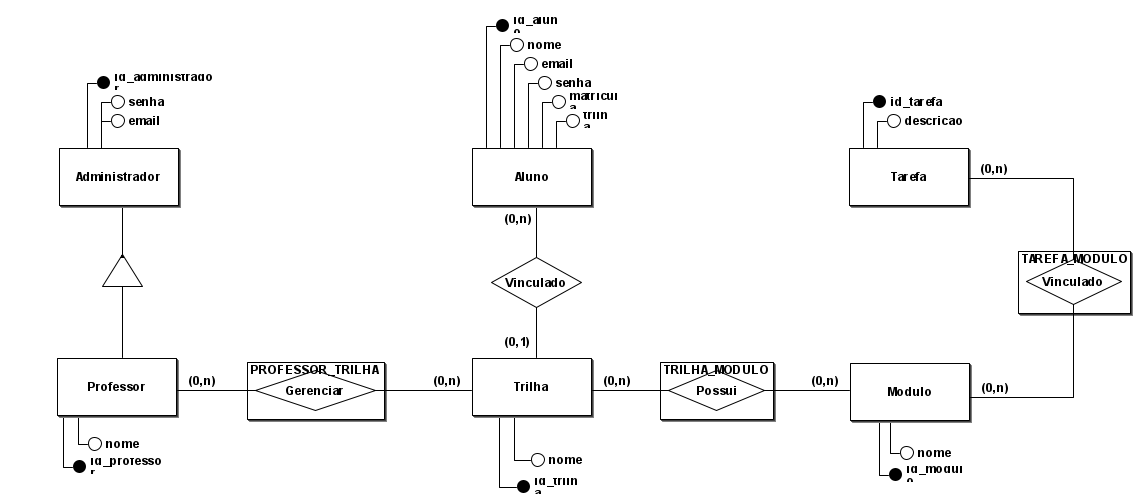 id_administrador
senha
email
Administrador
id_aluno
nome
email
senha
matricula
trilha
Aluno
id_tarefa
descricao
Tarefa
(0,n)
(0,n)
Vinculado
(0,1)
TAREFA_MODULO
Vinculado
Professor
(0,n)
PROFESSOR_TRILHA
Gerenciar
(0,n)
Trilha
(0,n)
TRILHA_MODULO
Possui
(0,n)
Modulo
(0,n)
nome
id_professor
nome
id_trilha
nome
id_modulo